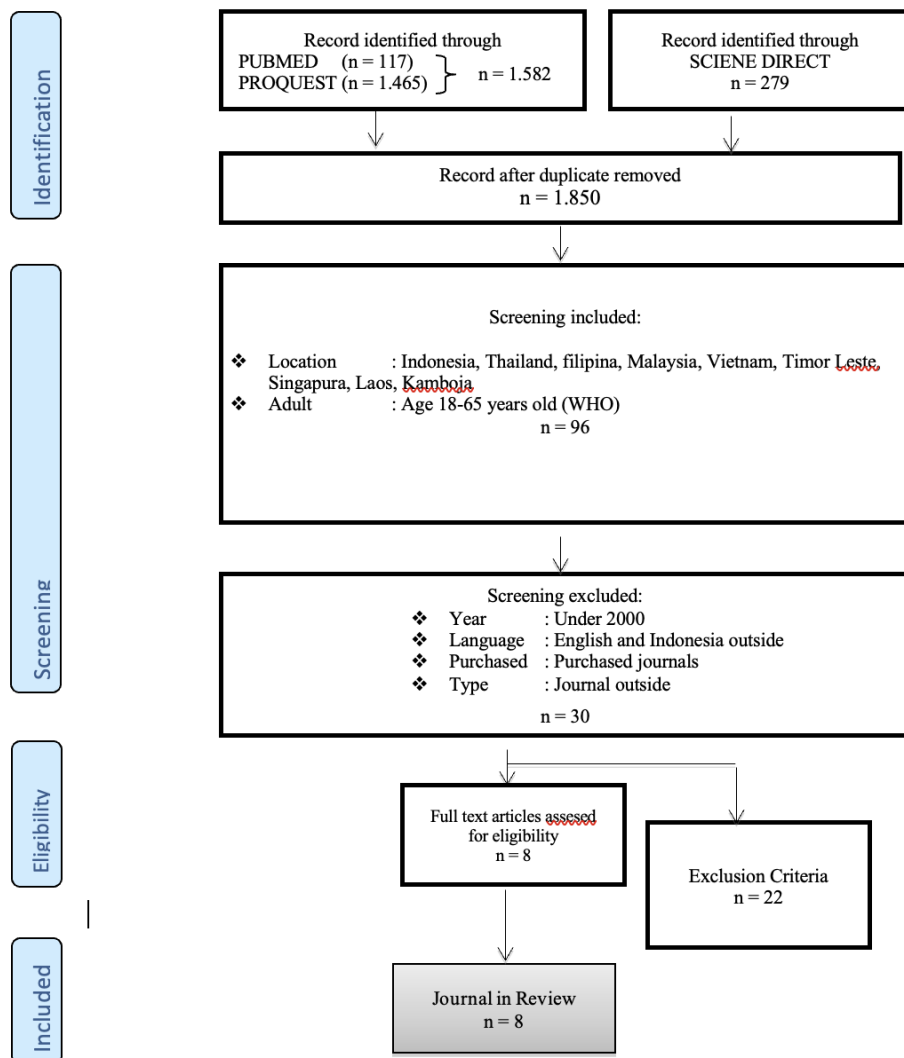 Identification
Record identified through
PUBMED (n = 117)
PROQUEST (n = 1.465)
n = 1.582
Record identified through
SCIENE DIRECT
n = 279
Record after duplicate removed
n = 1.850
Screening
Screening included:
❖ Location : Indonesia, Thailand, filipina, Malaysia, Vietnam, Timor Leste,
Singapura, Laos, Kamboja
❖ Adult : Age 18-65 years old (WHO)
n = 96
Screening excluded:
❖ Year : Under 2000
❖ Language : English and Indonesia outside
❖ Purchased : Purchased journals
❖ Type : Journal outside
n = 30
Eligibility
Full text articles assesed
for eligibility
n = 8
Exclusion Criteria
n = 22
Included
Journal in Review
n = 8